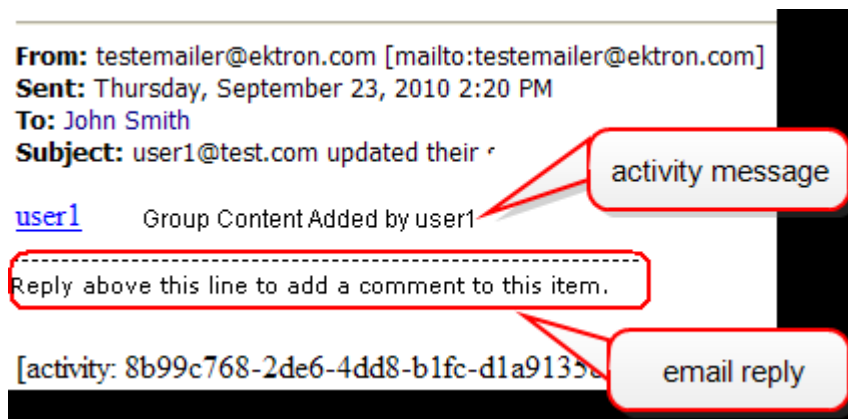 From: testemailer@ektron.com [mailto:testemailer@ektron.com]
Sent: Thursday, September 23, 2010 2:20 PM
To: John Smith
Subject: user1@test.com updated their
activity message
user1 Group Content Added by user1
Reply above this line to add a comment to this item.
[activity: 8b99c768-2de6-4dd8-b1fc-d1a9135
email reply